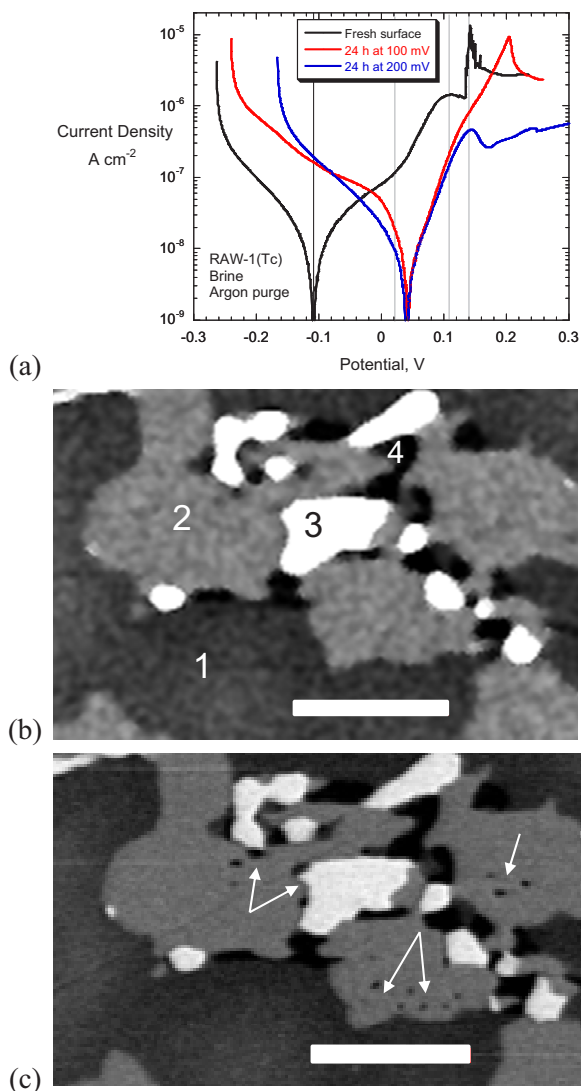 10-5
10-6
10-7
10-8
10-9
Current Density
A cm-2
Fresh surface
24 h at 100 mV
24 h at 200 mV
RAW-1(Tc)
Brine
Argon purge
-0.3 -0.2 -0.1 0 0.1 0.2 0.3
Potential, V
(a)
4
2
3
1
(b)
(c)